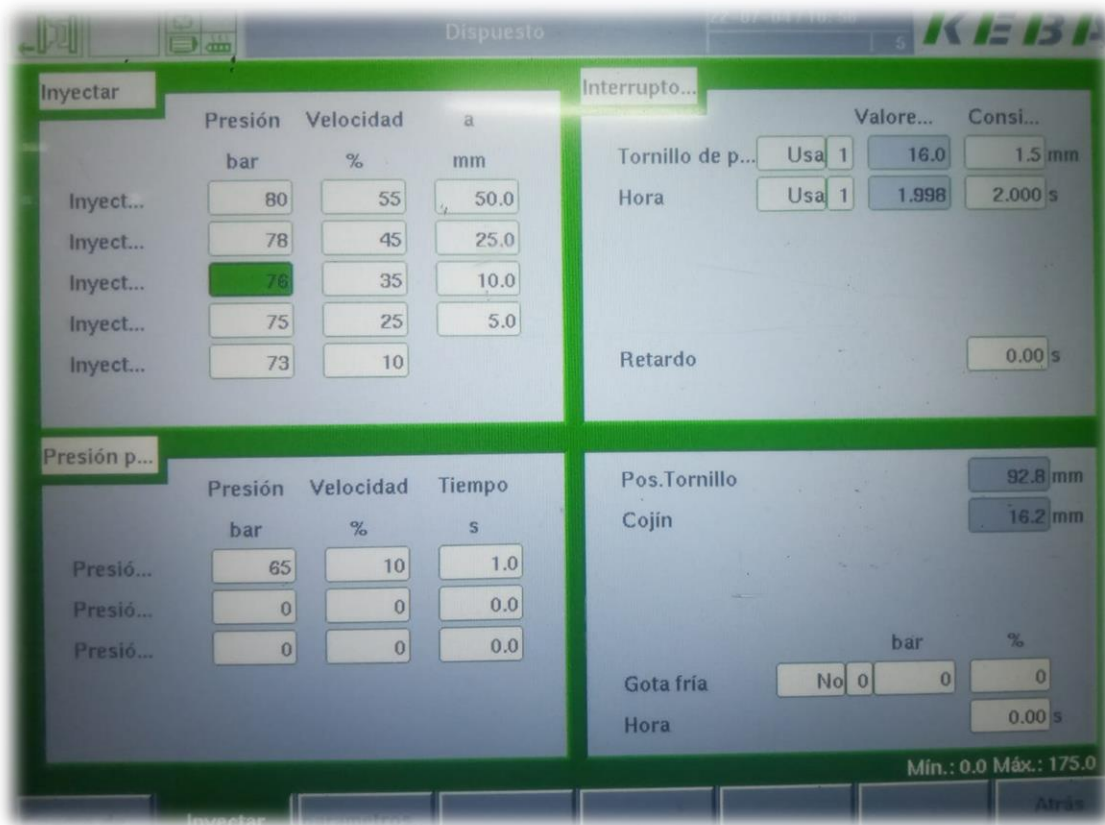 Dispuesto
5 KEBA
Inyectar
Presión Velocidad a
bar % mm
Inyect... 80 55 50.0
Inyect... 78 45 25.0
Inyect... 76 35 10.0
Inyect... 75 25 5.0
Inyect... 73 10
Interrupto...
Valore... Consi...
Tornillo de p... Usa 1 16.0 1.5 mm
Hora Usa 1 1.998 2.000 s
Retardo 0.00 s
Presión p...
Presión Velocidad Tiempo
bar % s
Presió... 65 10 1.0
Presió... 0 0 0.0
Presió... 0 0 0.0
Pos.Tornillo 92.8 mm
Cojín 16.2 mm
bar %
Gota fría No 0 0 0
Hora 0.00 s
Mín.: 0.0 Máx.: 175.0
Inyectar parametros Atrás